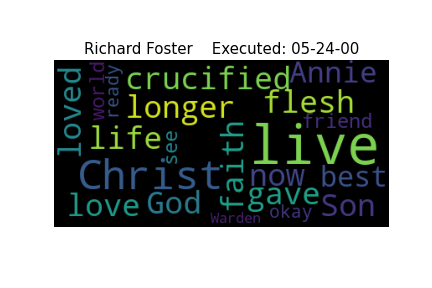 Richard Foster    Executed: 05-24-00
loved
world
ready
crucified
Annie
longer
flesh
friend
life
see
faith
live
Christ
now
best
love
God
gave
Son
okay
Warden